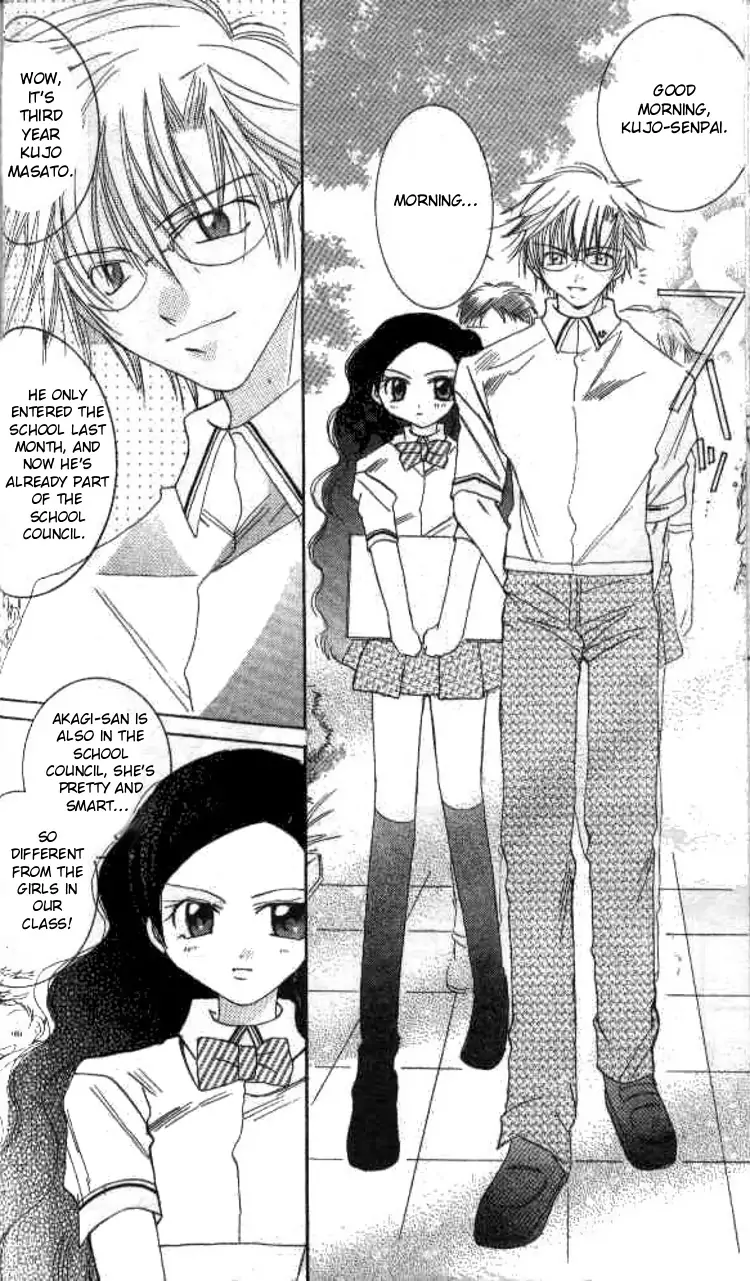 GOOD
MORNING,
KUJO-SENPAI.
MORNING...
WOW,
IT'S
THIRD
YEAR
KUJO
MASATO.
HE ONLY
ENTERED THE
SCHOOL LAST
MONTH, AND
NOW HE'S
ALREADY PART
OF THE
SCHOOL
COUNCIL.
AKAGI-SAN IS
ALSO IN THE
SCHOOL
COUNCIL, SHE'S
PRETTY AND
SMART...
SO
DIFFERENT
FROM THE
GIRLS IN
OUR
CLASS!